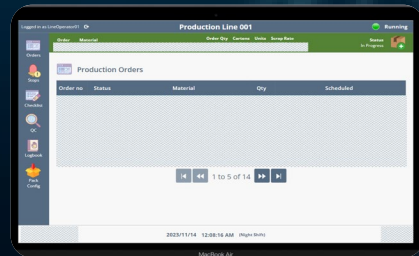 Logged in as: LineOperator01
Production Line 001
Running
Order Material
Order Qty Cartons Units Scrap Rate
Status
In Progress
Orders
Stops
Checklist
QC
Logbook
Pack
Config
Production Orders
Order no Status Material Qty Scheduled
1 to 5 of 14
2023/11/14 12:08:16 AM (Night Shift)
MacBook Air